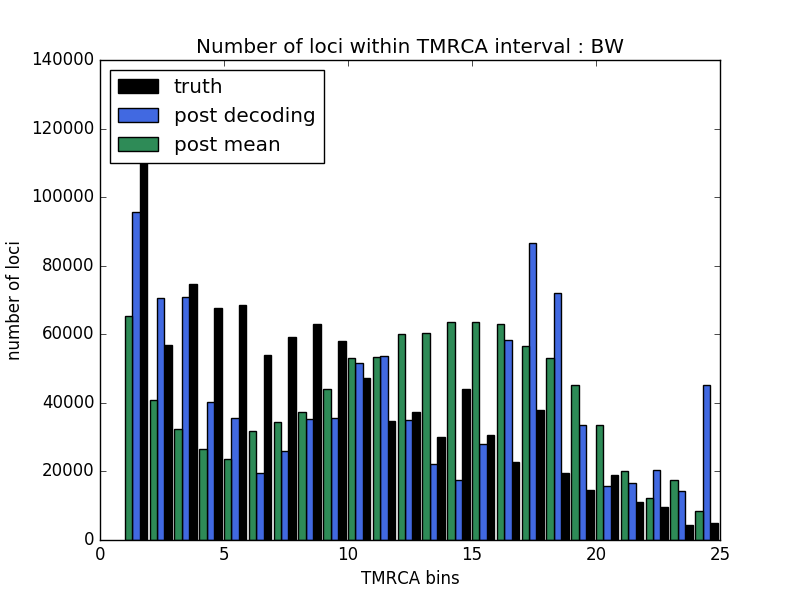 Number of loci within TMRCA interval : BW
140000
120000
100000
80000
60000
40000
20000
0
number of loci
truth
post decoding
post mean
0 5 10 15 20 25
TMRCA bins